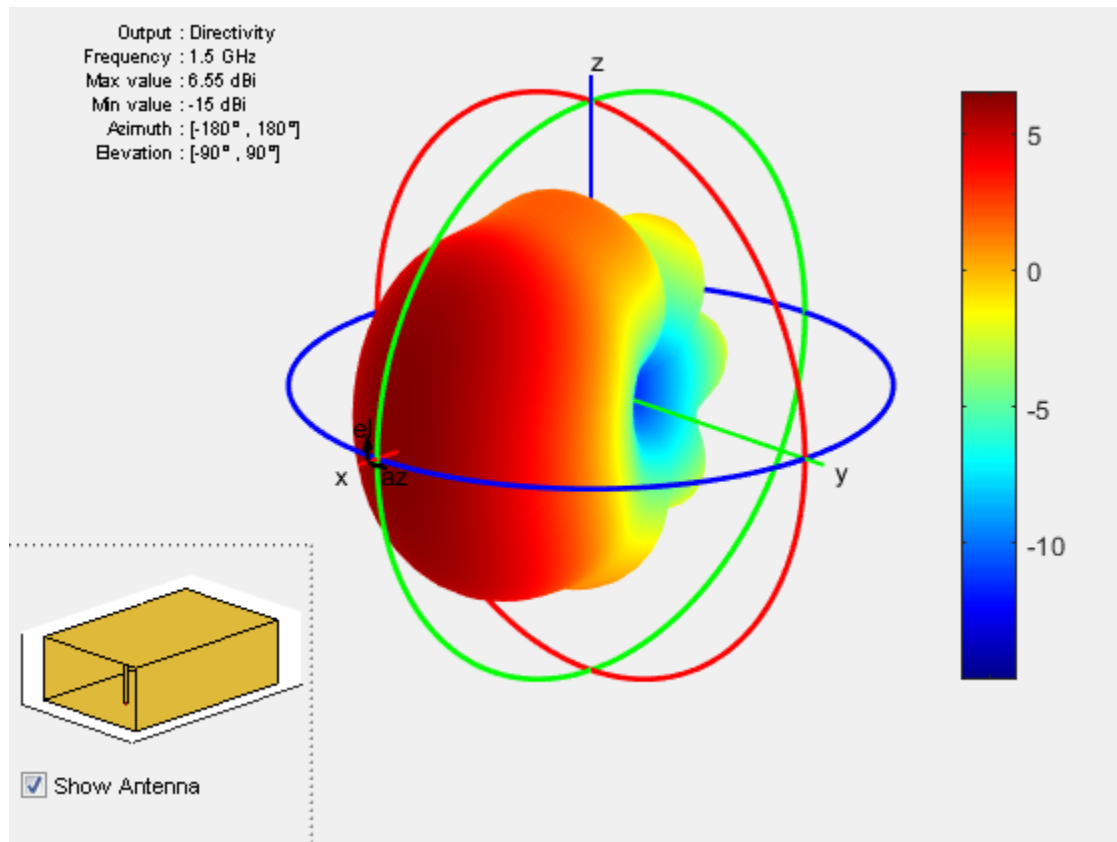 Output : Directivity
Frequency : 1.5 GHz
Max value : 6.55 dBi
Min value : -15 dBi
Azimuth : [-180° , 180°]
Elevation : [-90° , 90°]
z
5
0
-5
-10
el
x
az
y
Show Antenna